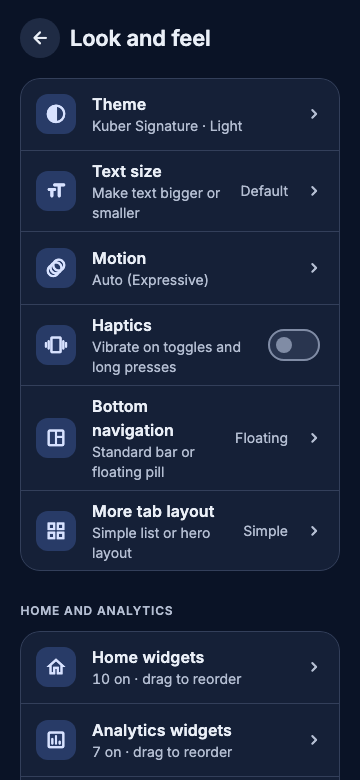 Look and feel
Theme
Kuber Signature · Light
Text size
Make text bigger or
smaller
Default
Motion
Auto (Expressive)
Haptics
Vibrate on toggles and
long presses
Bottom
navigation
Standard bar or
floating pill
Floating
More tab layout
Simple list or hero
layout
Simple
HOME AND ANALYTICS
Home widgets
10 on · drag to reorder
Analytics widgets
7 on · drag to reorder